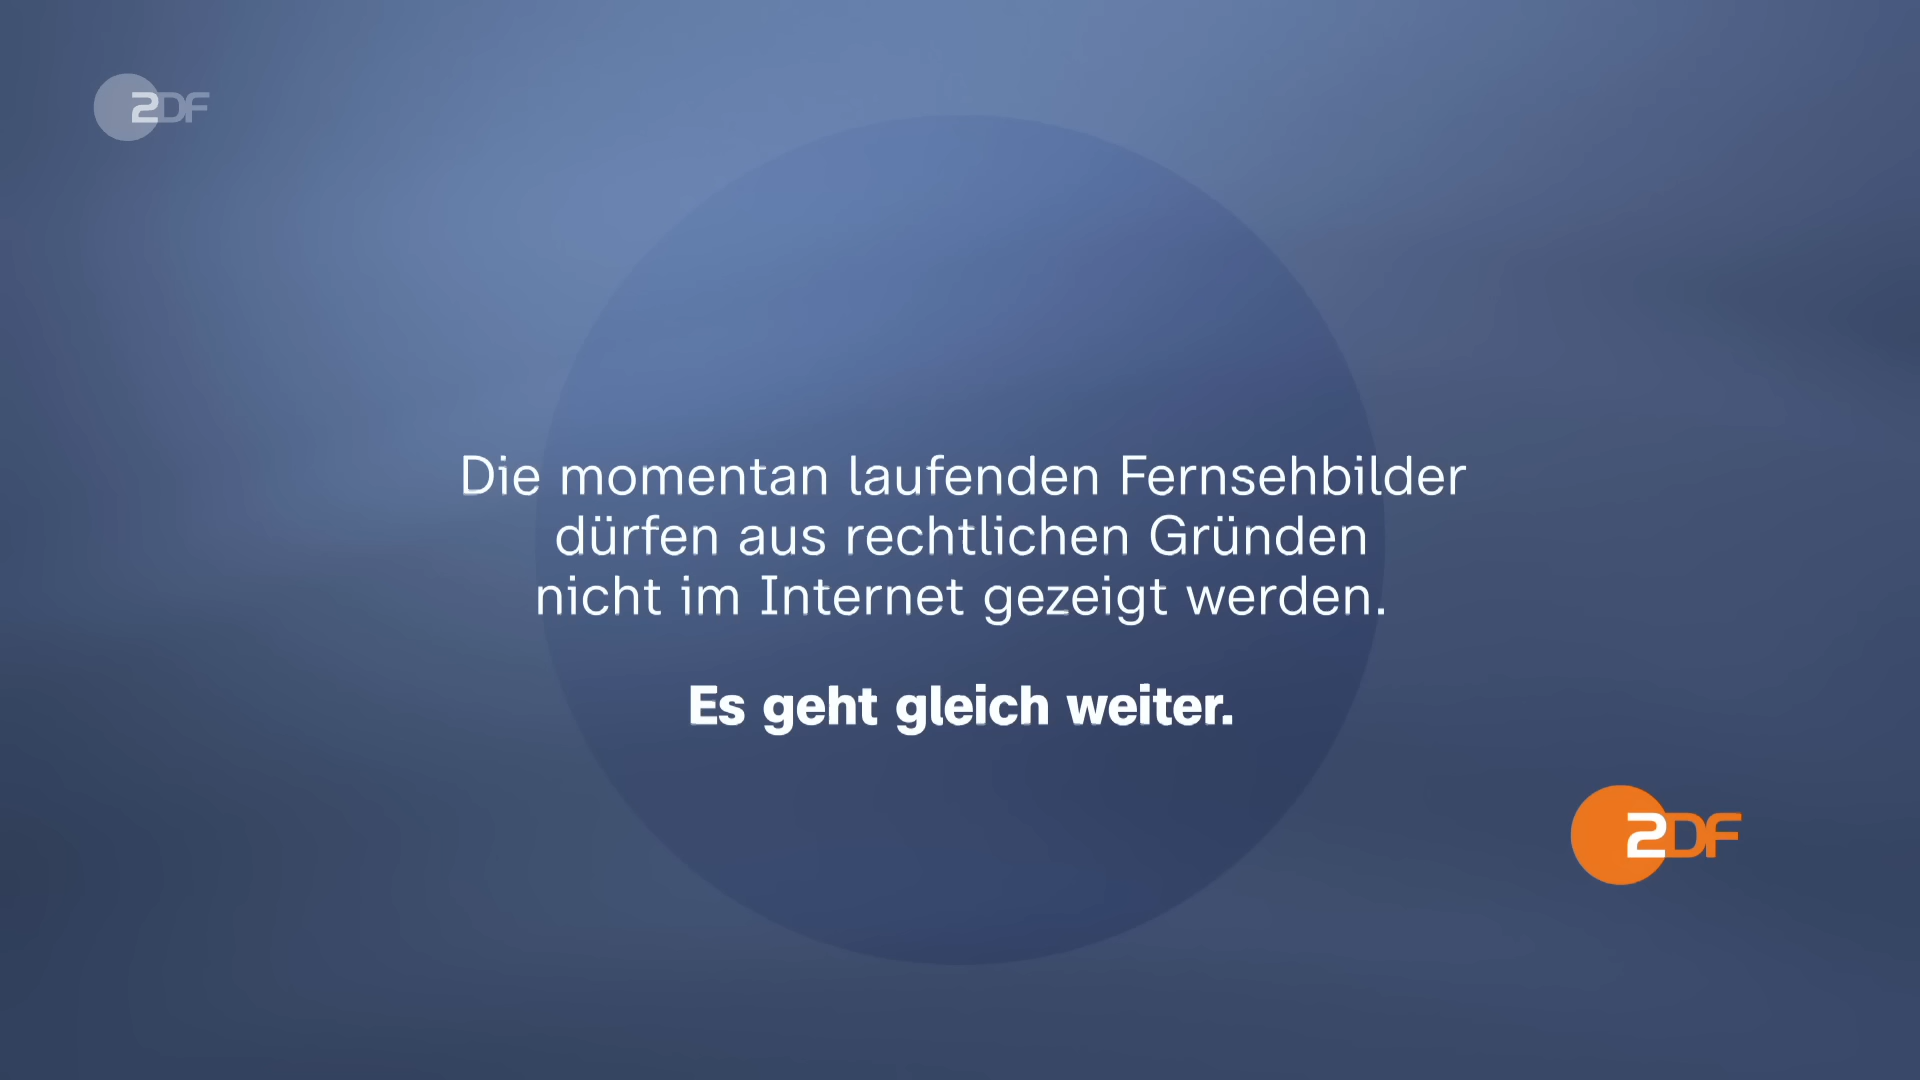 ZDF
Die momentan laufenden Fernsehbilder
dürfen aus rechtlichen Gründen
nicht im Internet gezeigt werden.
Es geht gleich weiter.
ZDF